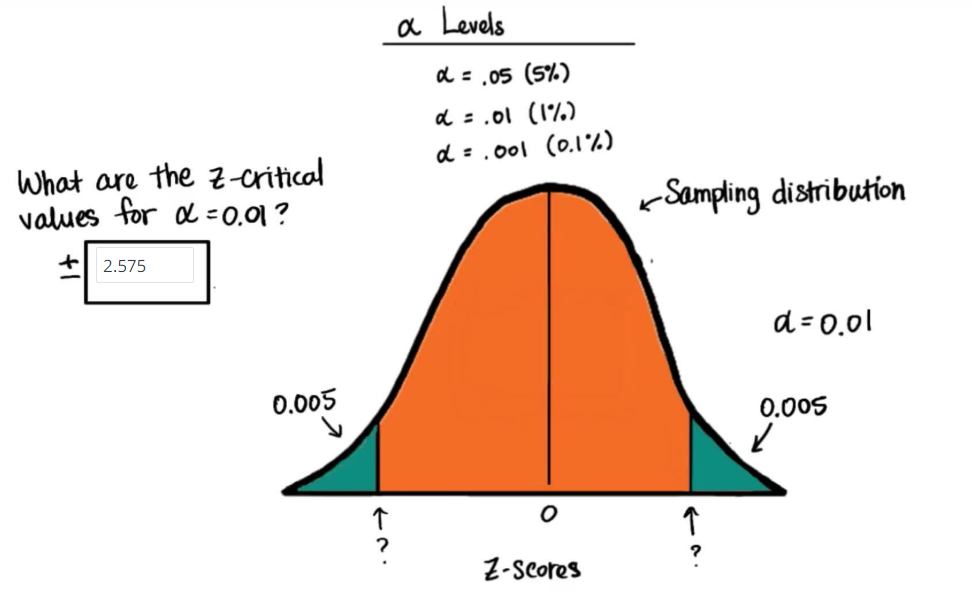 α Levels
α = .05 (5%)
α = .01 (1%)
α = .001 (0.1%)
What are the z-critical
values for α = 0.01?
± 2.575
Sampling distribution
α = 0.01
0.005
0.005
?
0
?
Z-scores